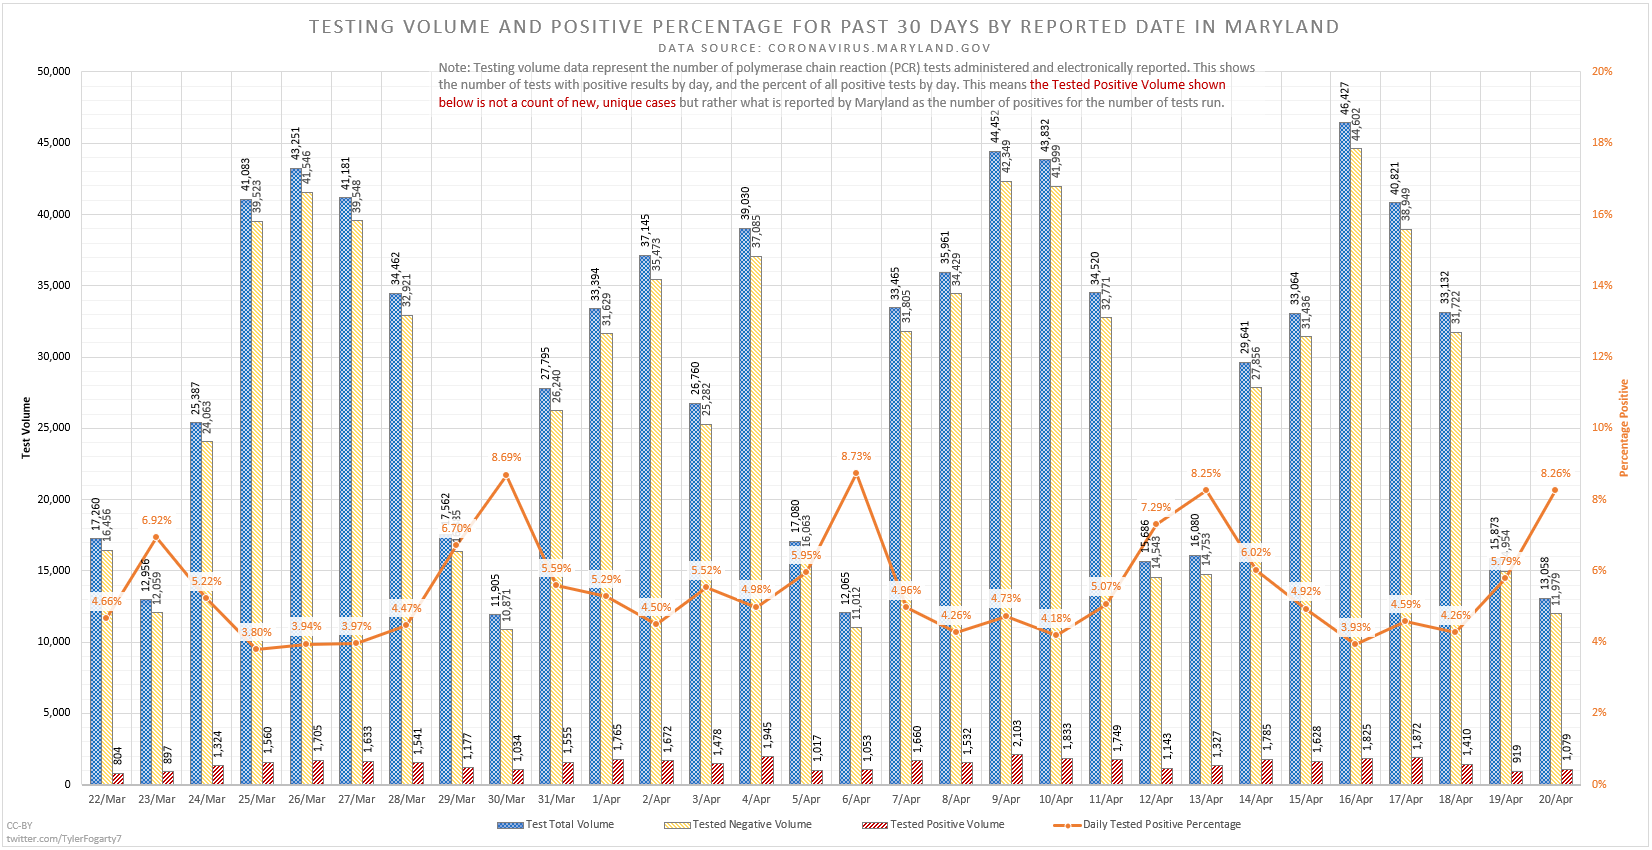 TESTING VOLUME AND POSITIVE PERCENTAGE FOR PAST 30 DAYS BY REPORTED DATE IN MARYLAND
DATA SOURCE: CORONAVIRUS.MARYLAND.GOV
Note: Testing volume data represent the number of polymerase chain reaction (PCR) tests administered and electronically reported. This shows
the number of tests with positive results by day, and the percent of all positive tests by day. This means the Tested Positive Volume shown
below is not a count of new, unique cases but rather what is reported by Maryland as the number of positives for the number of tests run.
Test Volume
50,000
45,000
40,000
35,000
30,000
25,000
20,000
15,000
10,000
5,000
0
17,260 16,456 4.66% 804
12,956 12,059 6.92% 897
25,387 24,063 5.22% 1,324
41,083 39,523 3.80% 1,560
43,251 41,546 3.94% 1,705
41,181 39,548 3.97% 1,633
34,462 32,921 4.47% 1,541
6.70% 1,177
11,905 10,871 8.69% 1,034
27,795 26,240 5.59% 1,555
33,394 31,629 5.29% 1,765
37,145 35,473 4.50% 1,672
26,760 25,282 5.52% 1,478
39,030 37,085 4.98% 1,945
17,080 16,063 5.95% 1,017
12,065 11,012 8.73% 1,053
33,465 31,805 4.96% 1,660
35,961 34,429 4.26% 1,532
44,452 42,349 4.73% 2,103
43,832 41,999 4.18% 1,833
34,520 32,771 5.07% 1,749
15,686 14,543 7.29% 1,143
16,080 14,753 8.25% 1,327
29,641 27,856 6.02% 1,785
33,064 31,436 4.92% 1,628
46,427 44,602 3.93% 1,825
40,821 38,949 4.59% 1,872
33,132 31,722 4.26% 1,410
15,873 5.79% 919
13,058 11,979 8.26% 1,079
20%
18%
16%
14%
12%
10%
8%
6%
4%
2%
0%
Percentage Positive
22/Mar 23/Mar 24/Mar 25/Mar 26/Mar 27/Mar 28/Mar 29/Mar 30/Mar 31/Mar 1/Apr 2/Apr 3/Apr 4/Apr 5/Apr 6/Apr 7/Apr 8/Apr 9/Apr 10/Apr 11/Apr 12/Apr 13/Apr 14/Apr 15/Apr 16/Apr 17/Apr 18/Apr 19/Apr 20/Apr
Test Total Volume Tested Negative Volume Tested Positive Volume Daily Tested Positive Percentage
CC-BY
twitter.com/TylerFogarty7